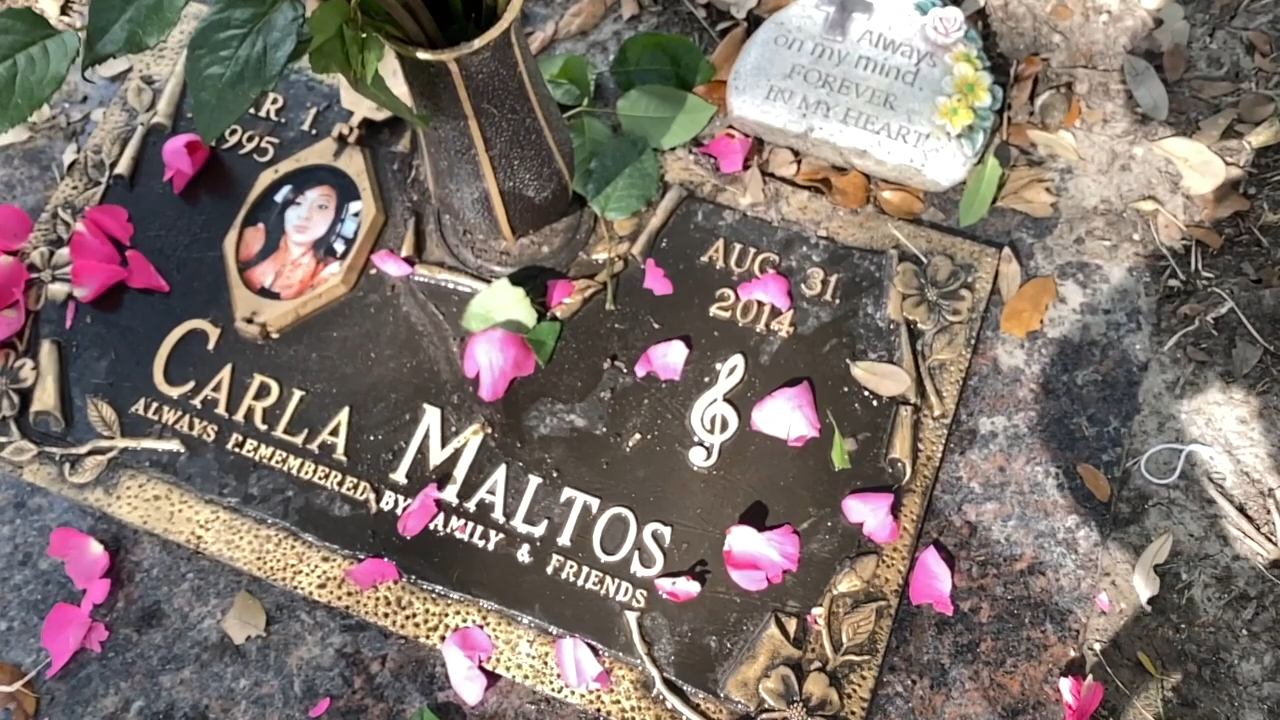 R. 1.
1995
AUG. 31
2014
CARLA MALTOS
ALWAYS REMEMBERED BY FAMILY & FRIENDS
Always
on my mind.
FOREVER
IN MY HEART